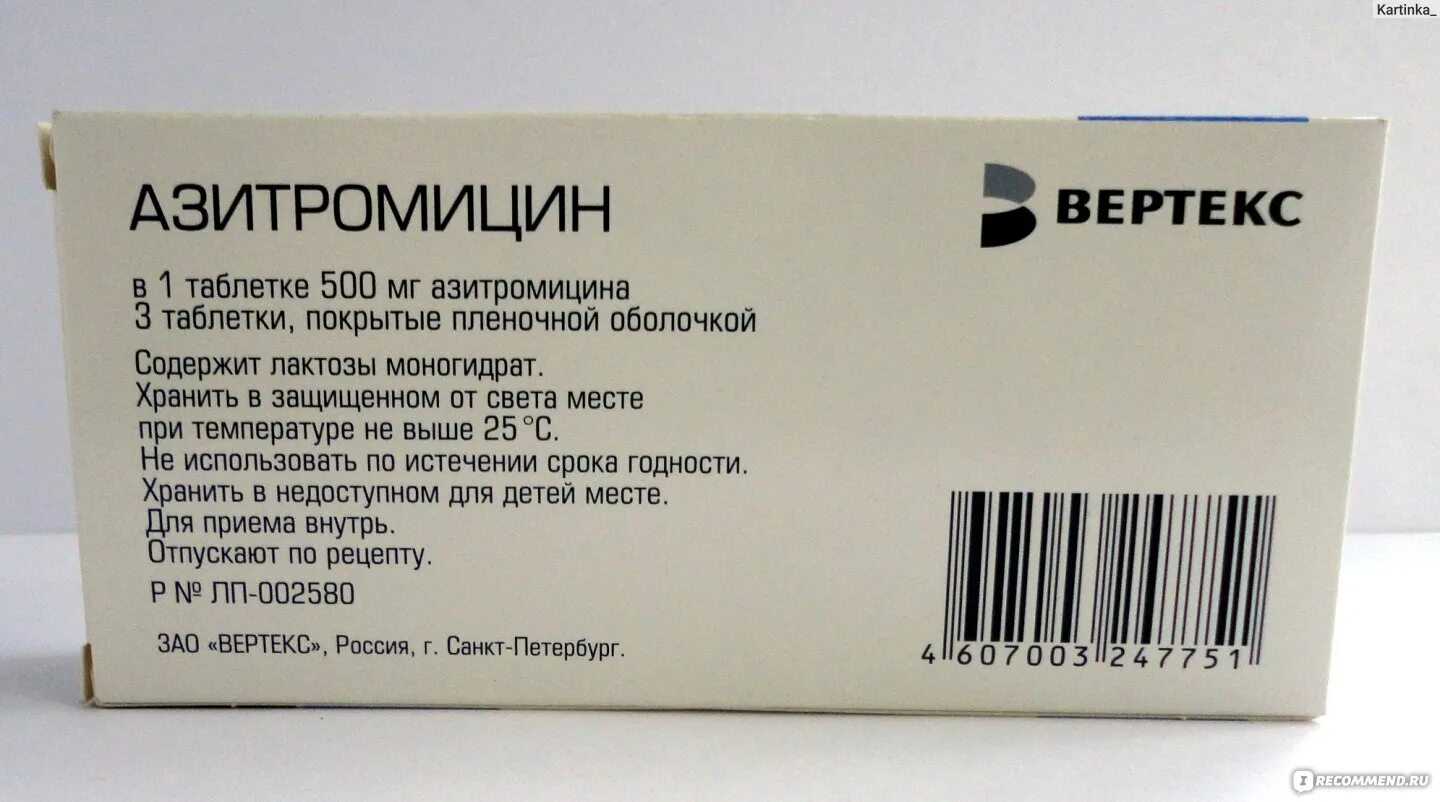 Kartinka_
АЗИТРОМИЦИН
ВЕРТЕКС
в 1 таблетке 500 мг азитромицина
3 таблетки, покрытые пленочной оболочкой
Содержит лактозы моногидрат.
Хранить в защищенном от света месте
при температуре не выше 25 °С.
Не использовать по истечении срока годности.
Хранить в недоступном для детей месте.
Для приема внутрь.
Отпускают по рецепту.
Р № ЛП-002580
ЗАО «ВЕРТЕКС», Россия, г. Санкт-Петербург.
4 607003 247751
IRECOMMEND.RU